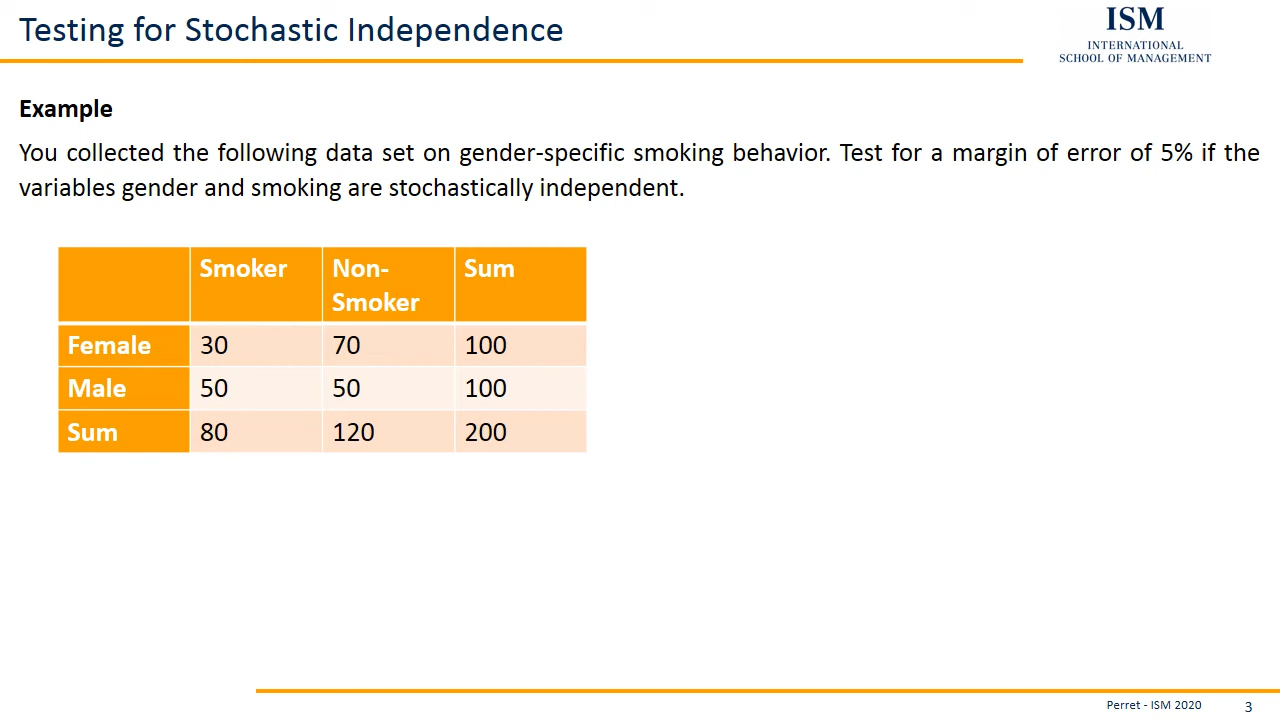 Testing for Stochastic Independence
ISM
INTERNATIONAL
SCHOOL OF MANAGEMENT
Example
You collected the following data set on gender-specific smoking behavior. Test for a margin of error of 5% if the
variables gender and smoking are stochastically independent.
Smoker Non-Smoker Sum
Female 30 70 100
Male 50 50 100
Sum 80 120 200
Perret - ISM 2020 3